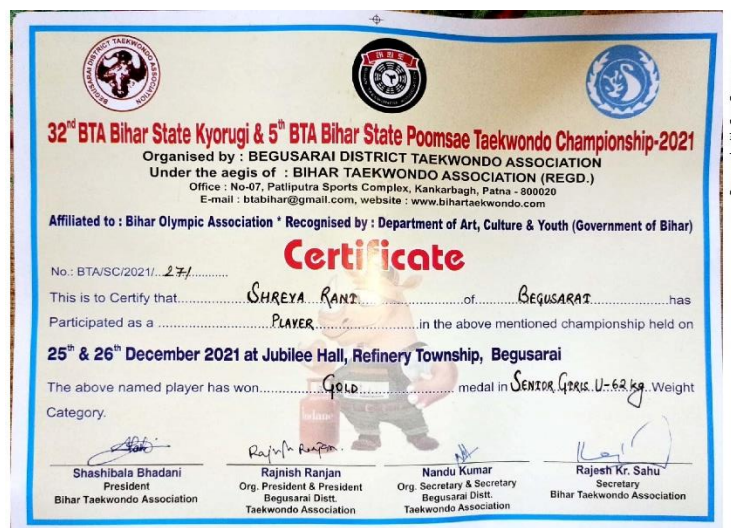 BEGUSARAI DISTRICT TAEKWONDO ASSOCIATION
32nd BTA Bihar State Kyorugi & 5th BTA Bihar State Poomsae Taekwondo Championship-2021
Organised by : BEGUSARAI DISTRICT TAEKWONDO ASSOCIATION
Under the aegis of : BIHAR TAEKWONDO ASSOCIATION (REGD.)
Office : No-07, Patliputra Sports Complex, Kankarbagh, Patna - 800020
E-mail : btabihar@gmail.com, website : www.bihartaekwondo.com
Affiliated to : Bihar Olympic Association * Recognised by : Department of Art, Culture & Youth (Government of Bihar)
Certificate
No.: BTA/SC/2021/...271...........
This is to Certify that................SHREYA RANI.....................of...........BEGUSARAI....................has
Participated as a ..........................PLAYER..........................in the above mentioned championship held on
25th & 26th December 2021 at Jubilee Hall, Refinery Township, Begusarai
The above named player has won................GOLD........................ medal in SENIOR GIRLS U-62 kg..Weight
Category.
Rajnish Ranjan.
Shashibala Bhadani
President
Bihar Taekwondo Association
Rajnish Ranjan
Org. President & President
Begusarai Distt.
Taekwondo Association
Nandu Kumar
Org. Secretary & Secretary
Begusarai Distt.
Taekwondo Association
Rajesh Kr. Sahu
Secretary
Bihar Taekwondo Association